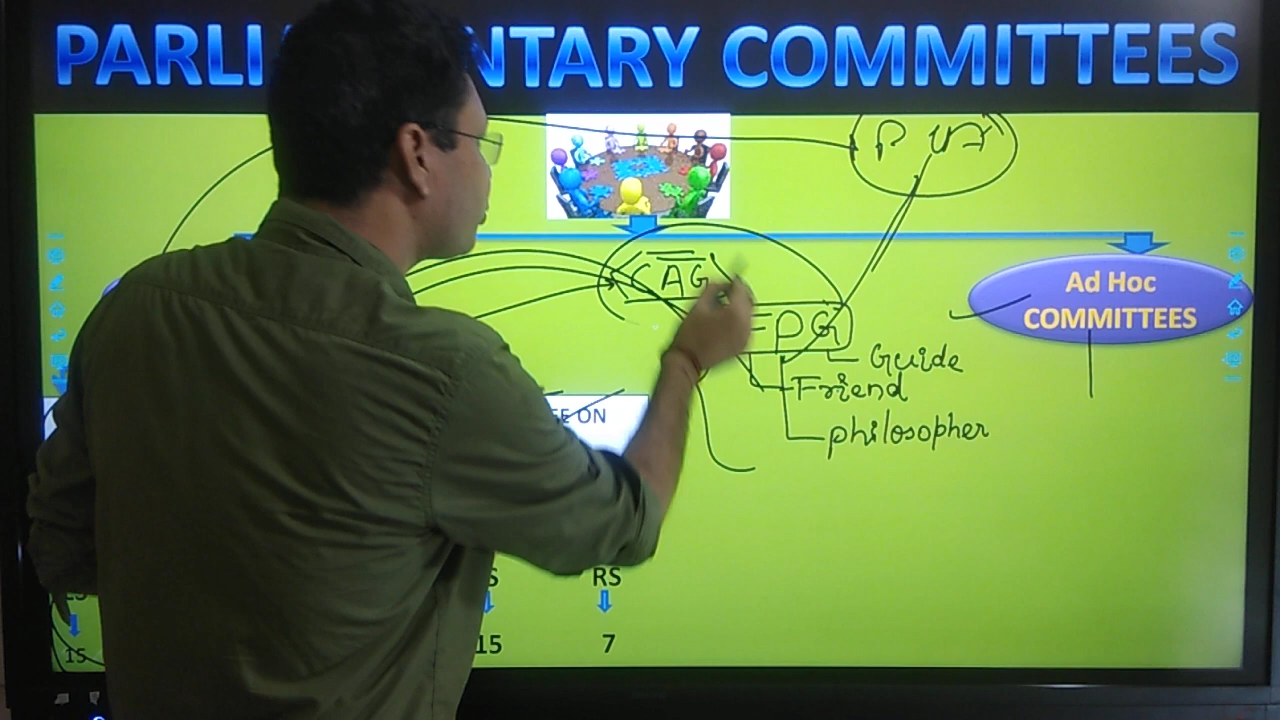 PARLI NTARY COMMITTEES
CAG
FPG
Ad Hoc
COMMITTEES
Guide
Friend
philosopher
ON
RS
15
15
7